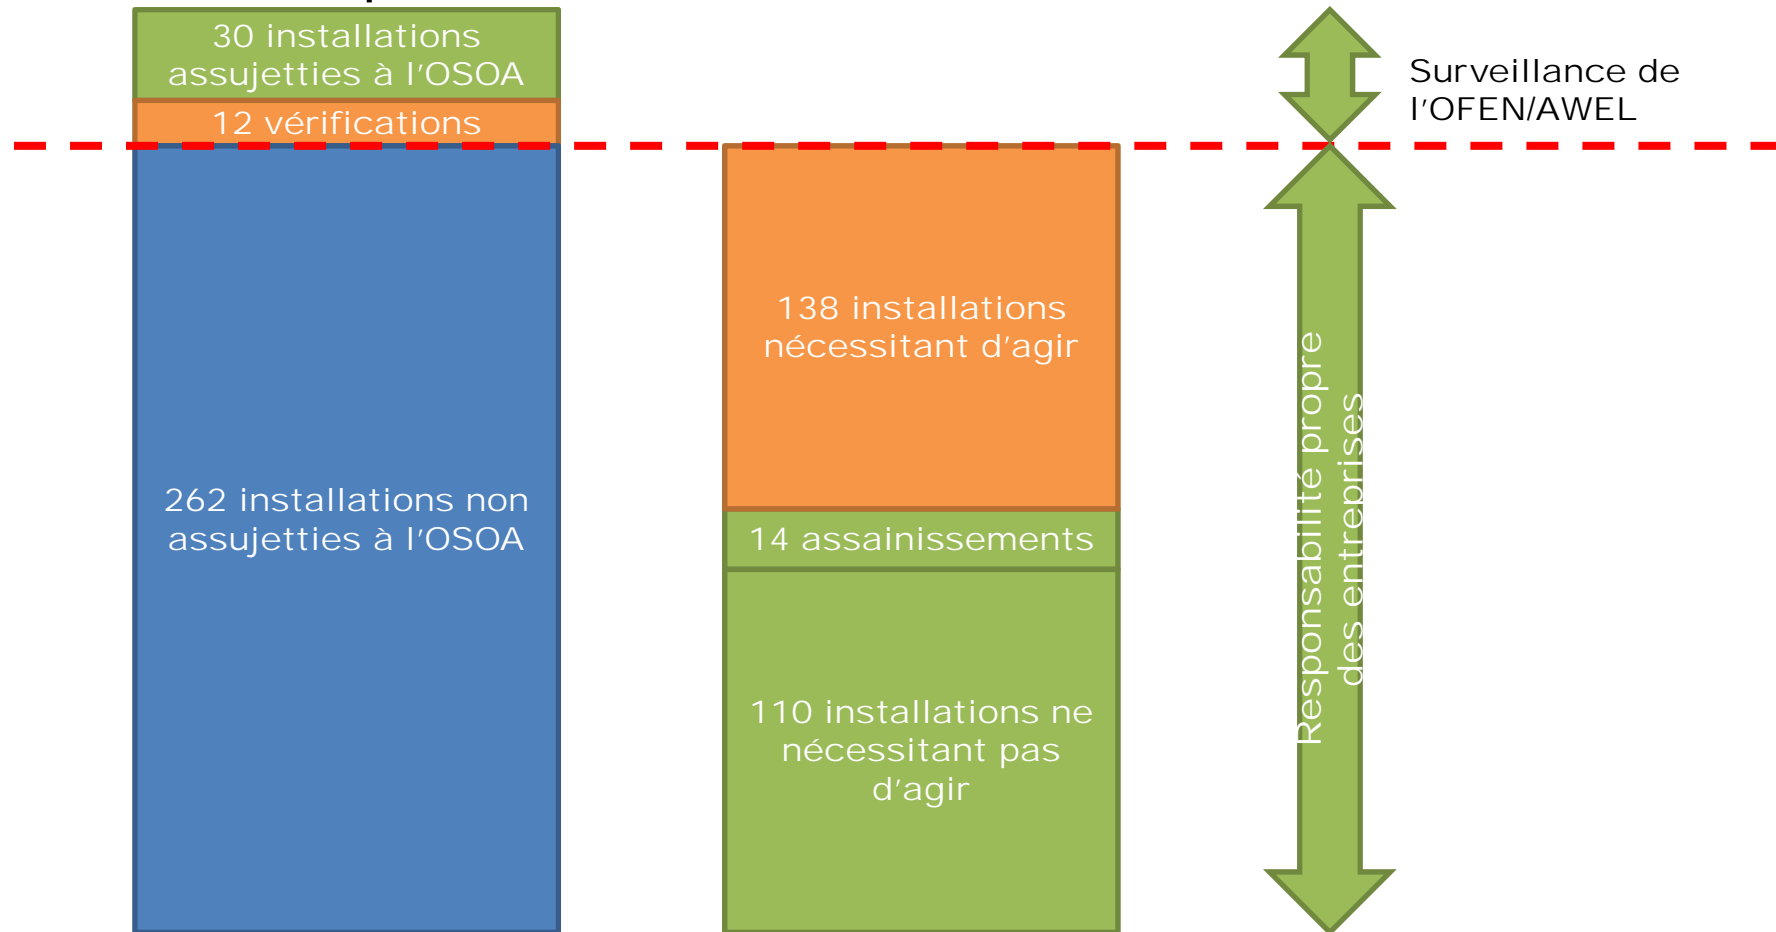 30 installations
assujetties à l'OSOA
12 vérifications
262 installations non
assujetties à l'OSOA
138 installations
nécessitant d'agir
14 assainissements
110 installations ne
nécessitant pas
d'agir
Surveillance de
l'OFEN/AWEL
Responsabilité propre
des entreprises